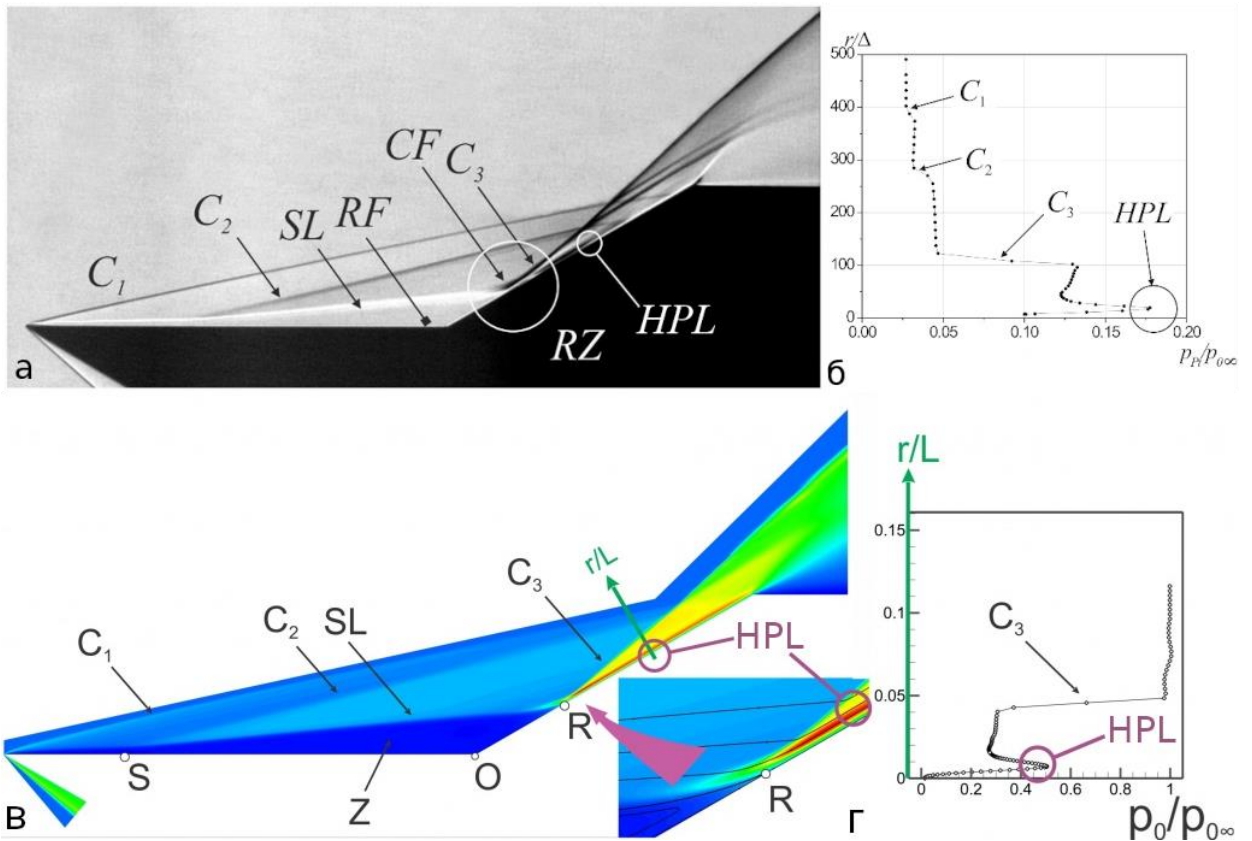 C₁
C₂
SL
RF
CF
C₃
HPL
RZ
а
r/Δ
500
400
300
200
100
0
0.00
0.05
0.10
0.15
0.20
C₁
C₂
C₃
HPL
pₚ/p₀∞
б
C₁
C₂
SL
C₃
r/L
HPL
S
Z
O
R
R
в
r/L
0.15
0.10
0.05
0
0
0.2
0.4
0.6
0.8
1
C₃
HPL
p₀/p₀∞
г